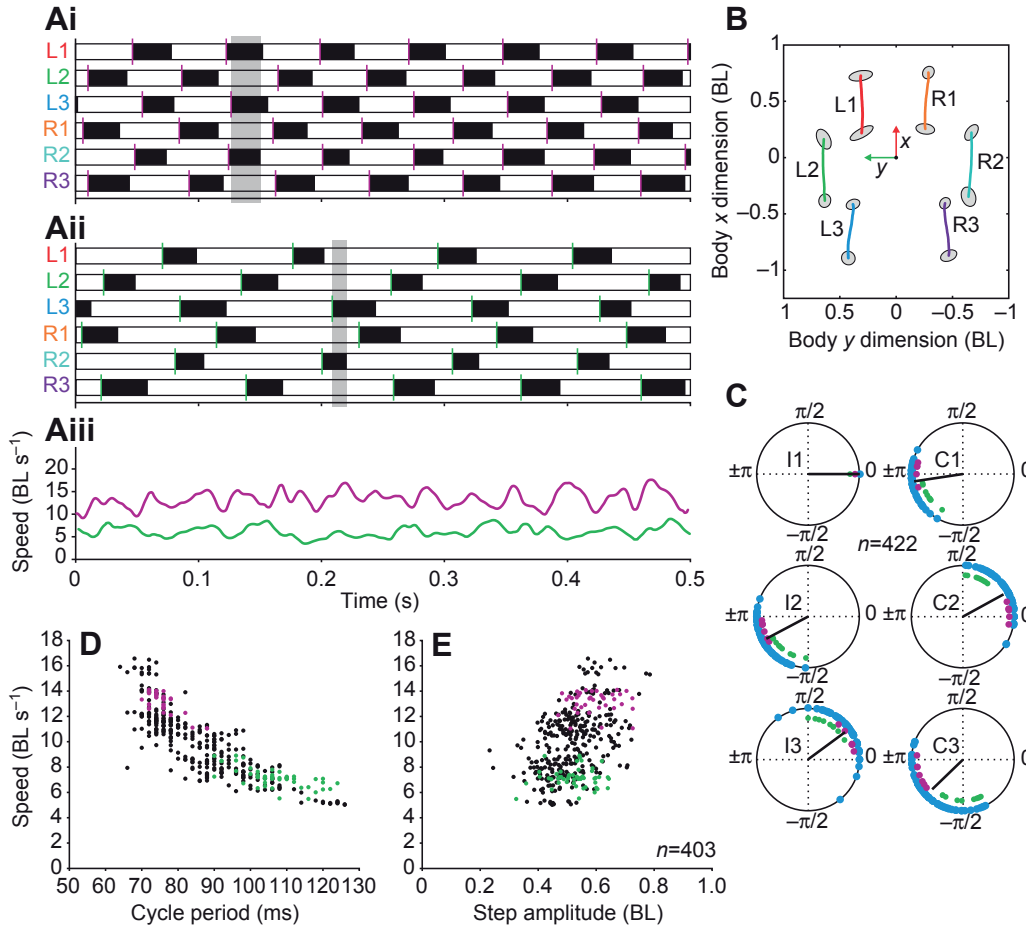 Ai
L1
L2
L3
R1
R2
R3
Aii
L1
L2
L3
R1
R2
R3
Aiii
Speed (BL s⁻¹)
20
15
10
5
0
0 0.1 0.2 0.3 0.4 0.5
Time (s)
B
Body x dimension (BL)
1
0.5
0
−0.5
−1
L1
R1
L2
R2
L3
R3
x
y
1 0.5 0 −0.5 −1
Body y dimension (BL)
C
π/2 π/2
±π I1 0 ±π C1 0
−π/2 −π/2
n=422
π/2 π/2
±π I2 0 ±π C2 0
−π/2 −π/2
π/2 π/2
±π I3 0 ±π C3 0
−π/2 −π/2
D
Speed (BL s⁻¹)
18
16
14
12
10
8
6
4
2
0
50 60 70 80 90 100 110 120 130
Cycle period (ms)
E
18
16
14
12
10
8
6
4
2
0
n=403
0 0.2 0.4 0.6 0.8 1.0
Step amplitude (BL)